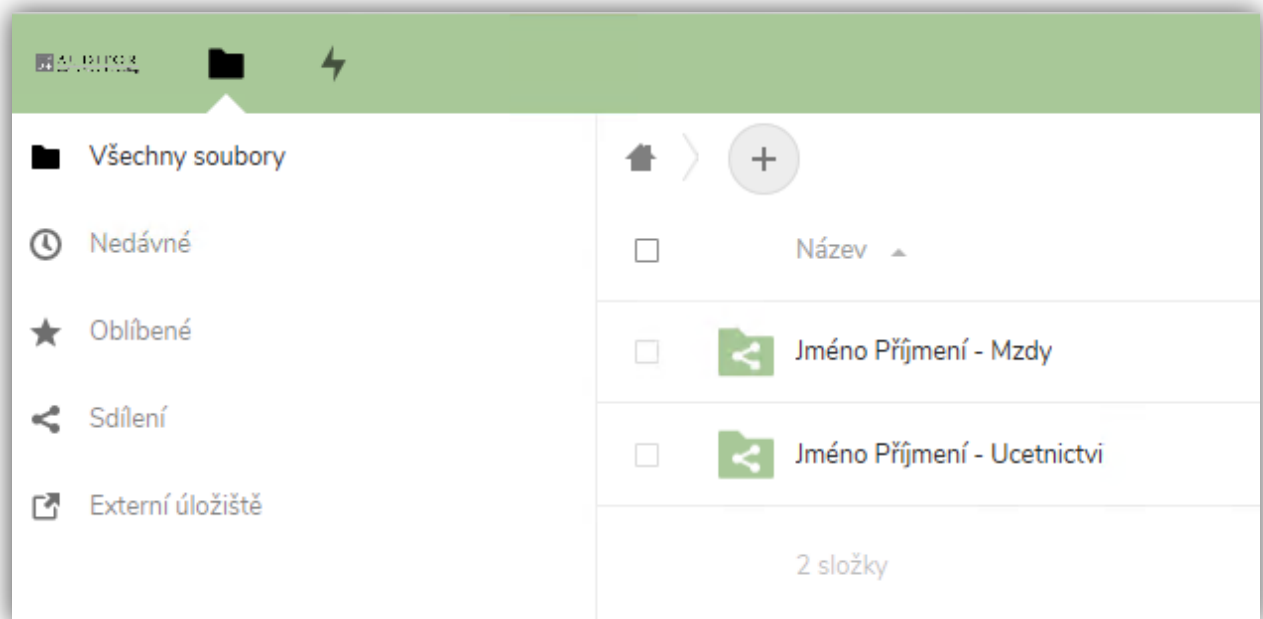 Všechny soubory
Nedávné
Oblíbené
Sdílení
Externí úložiště
Název
Jméno Příjmení - Mzdy
Jméno Příjmení - Ucetnictvi
2 složky